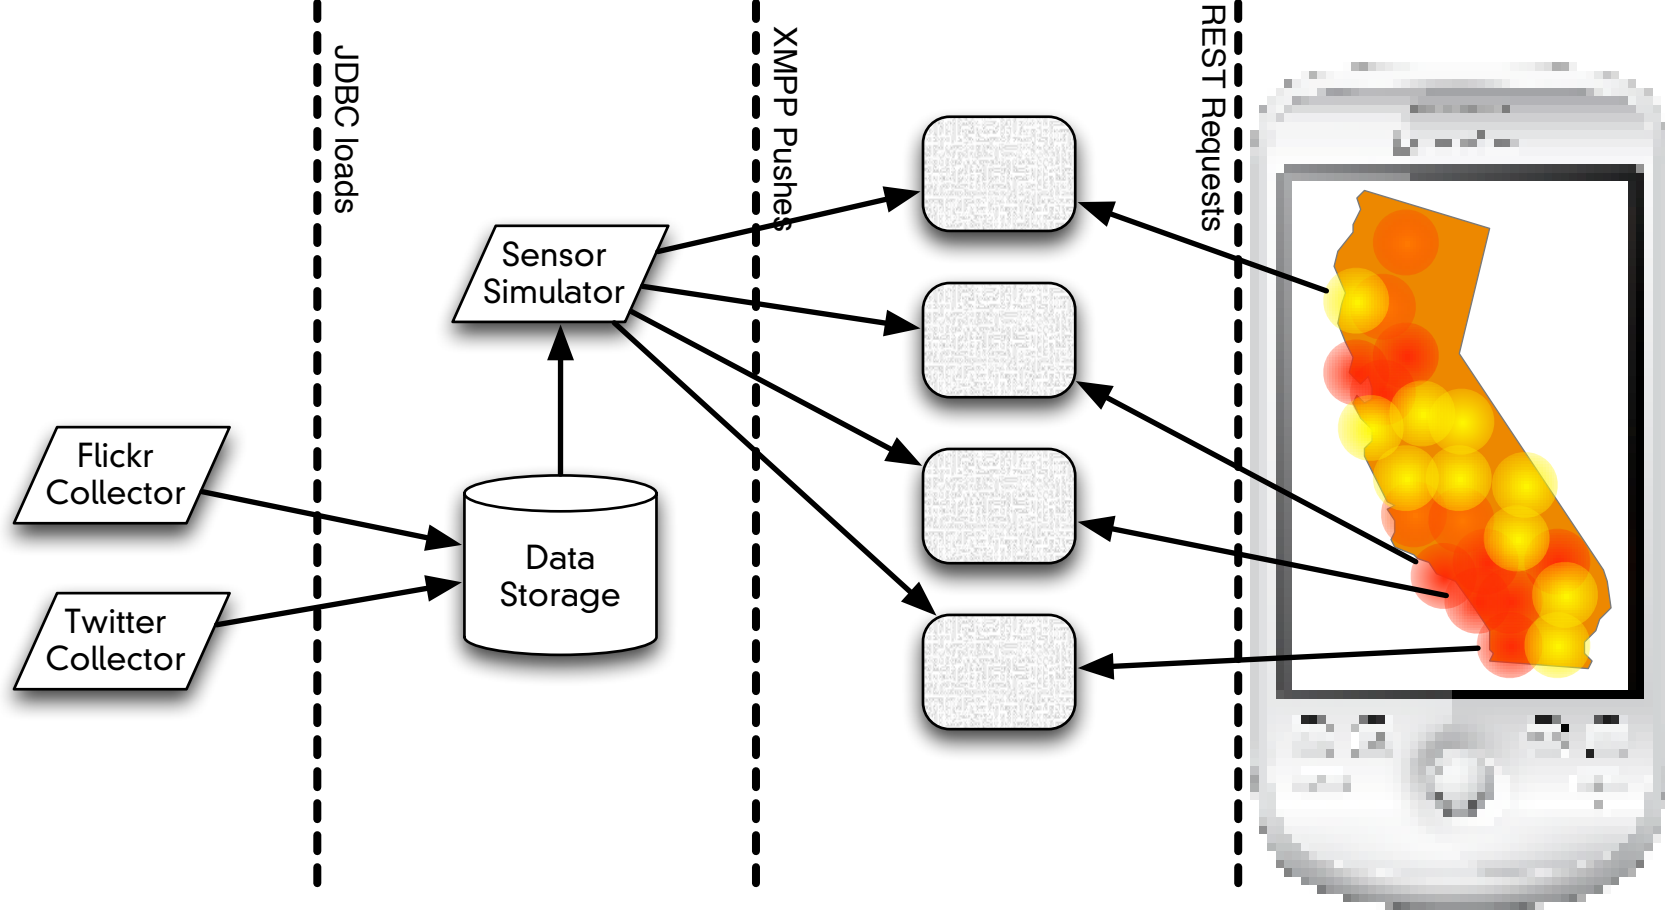 JDBC loads
XMPP Pushes
REST Requests
Sensor
Simulator
Flickr
Collector
Data
Storage
Twitter
Collector